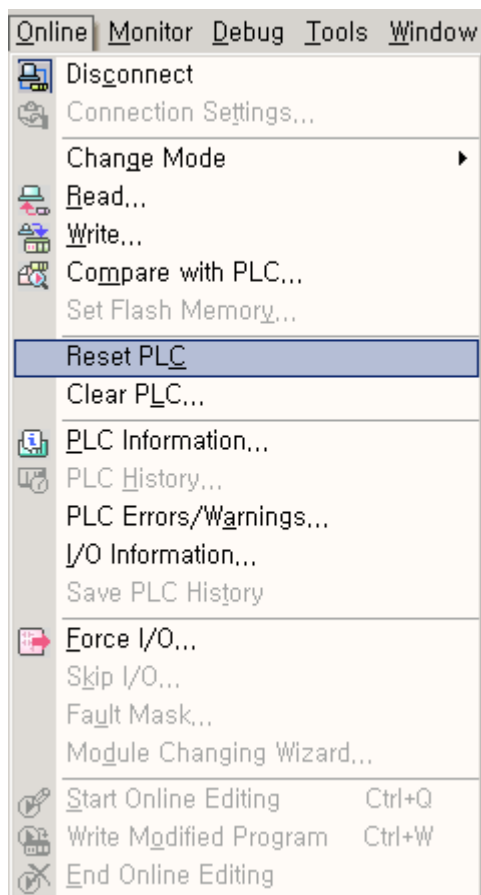 Online Monitor Debug Tools Window
Disconnect
Connection Settings...
Change Mode
Read...
Write...
Compare with PLC...
Set Flash Memory...
Reset PLC
Clear PLC...
PLC Information...
PLC History...
PLC Errors/Warnings...
I/O Information...
Save PLC History
Force I/O...
Skip I/O...
Fault Mask...
Module Changing Wizard...
Start Online Editing Ctrl+Q
Write Modified Program Ctrl+W
End Online Editing